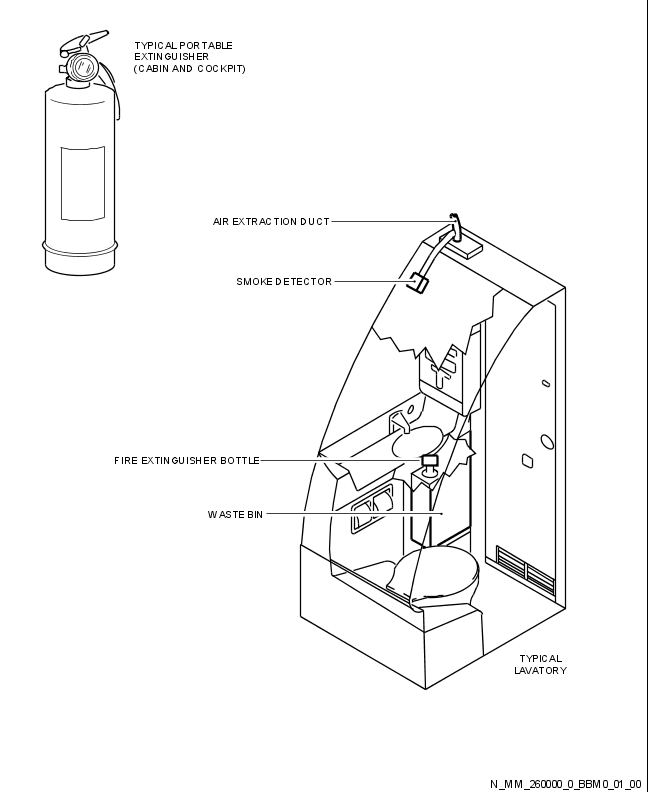 TYPICAL PORTABLE
EXTINGUISHER
(CABIN AND COCKPIT)
AIR EXTRACTION DUCT
SMOKE DETECTOR
FIRE EXTINGUISHER BOTTLE
WASTE BIN
TYPICAL
LAVATORY
N_MM_260000_0_BBM0_01_00